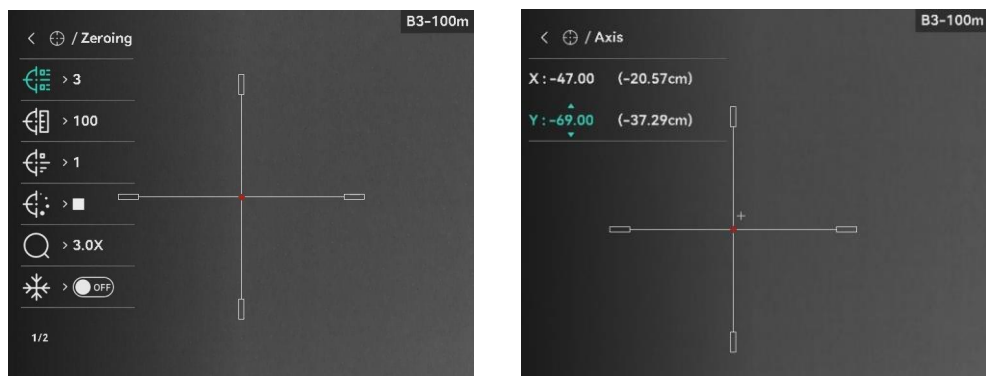 B3-100m
< / Zeroing
> 3
> 100
> 1
>
> 3.0X
> OFF
1/2
B3-100m
< / Axis
X : -47.00 (-20.57cm)
Y : -69.00 (-37.29cm)